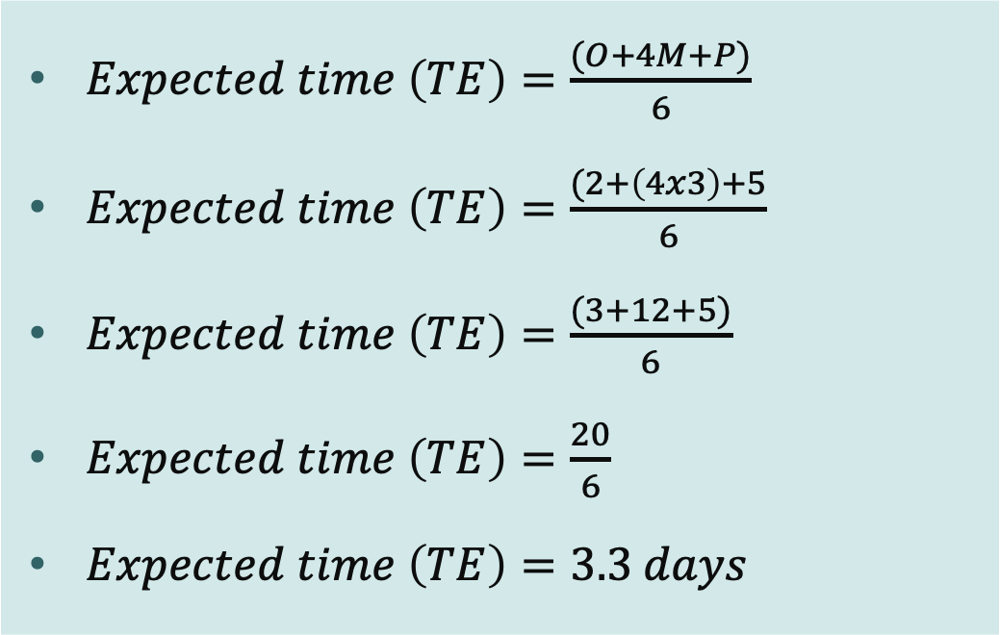 • Expected time (TE) = (O+4M+P)/6
• Expected time (TE) = (2+(4x3)+5/6
• Expected time (TE) = (3+12+5)/6
• Expected time (TE) = 20/6
• Expected time (TE) = 3.3 days